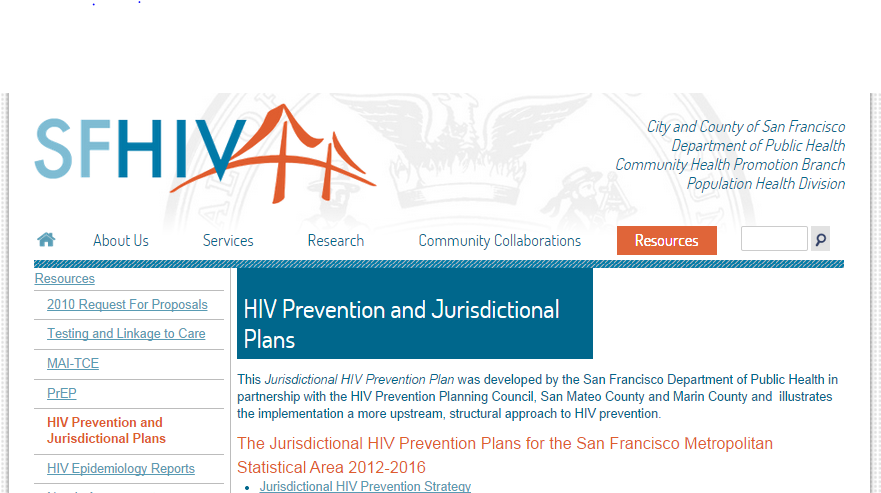 SFHIV
City and County of San Francisco
Department of Public Health
Community Health Promotion Branch
Population Health Division
About Us Services Research Community Collaborations Resources
Resources
2010 Request For Proposals
Testing and Linkage to Care
MAI-TCE
PrEP
HIV Prevention and
Jurisdictional Plans
HIV Epidemiology Reports
HIV Prevention and Jurisdictional
Plans
This Jurisdictional HIV Prevention Plan was developed by the San Francisco Department of Public Health in
partnership with the HIV Prevention Planning Council, San Mateo County and Marin County and illustrates
the implementation a more upstream, structural approach to HIV prevention.
The Jurisdictional HIV Prevention Plans for the San Francisco Metropolitan
Statistical Area 2012-2016
• Jurisdictional HIV Prevention Strategy